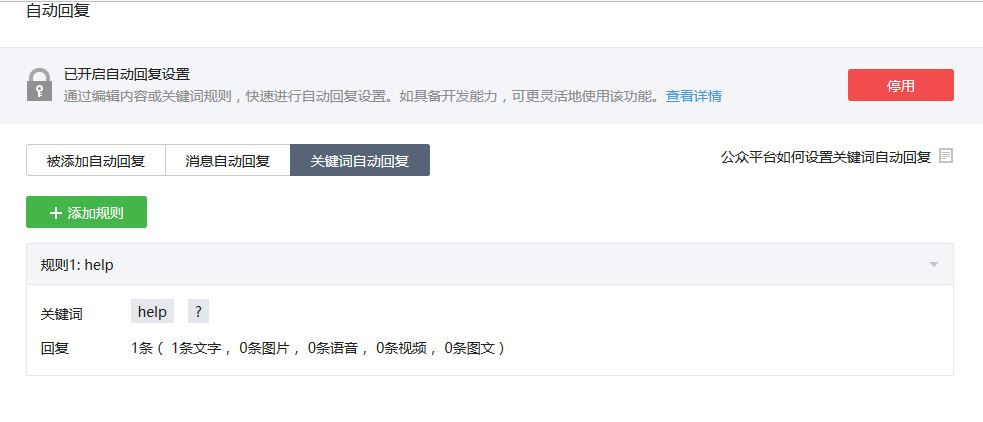 自动回复
已开启自动回复设置
通过编辑内容或关键词规则，快速进行自动回复设置。如具备开发能力，可更灵活地使用该功能。查看详情
停用
被添加自动回复 消息自动回复 关键词自动回复 公众平台如何设置关键词自动回复
添加规则
规则1: help
关键词 help ?
回复 1条（ 1条文字， 0条图片， 0条语音， 0条视频， 0条图文）